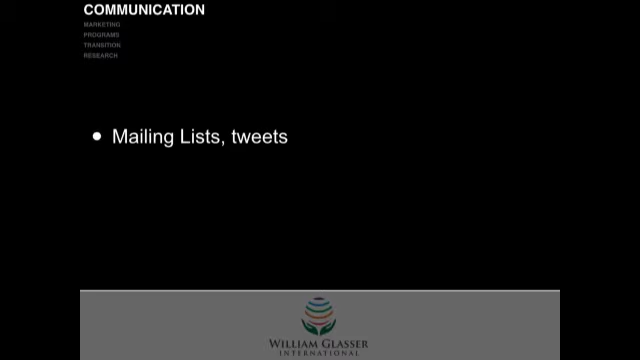 COMMUNICATION
MARKETING
PROGRAMS
TRANSITION
RESEARCH
• Mailing Lists, tweets
WILLIAM GLASSER
INTERNATIONAL